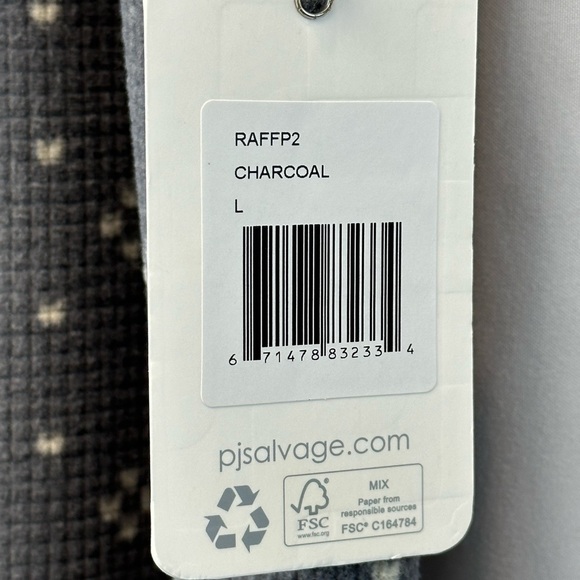 RAFFP2
CHARCOAL
L
6 71478 83233 4
pjsalvage.com
FSC
www.fsc.org
MIX
Paper from
responsible sources
FSC® C164784